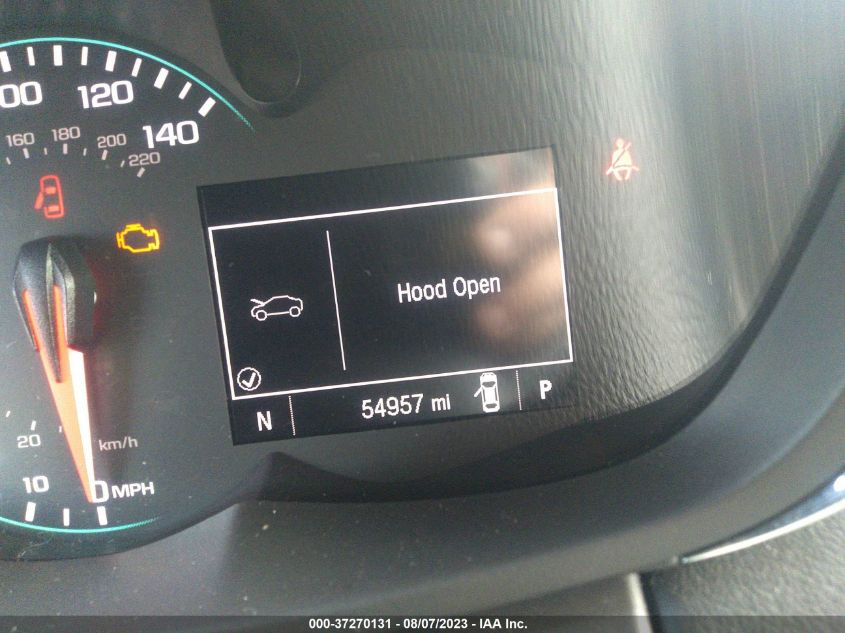 00 120
140
160 180 200 220
Hood Open
N 54957 mi P
20 km/h
10 0 MPH
000-37270131 - 08/07/2023 - IAA Inc.